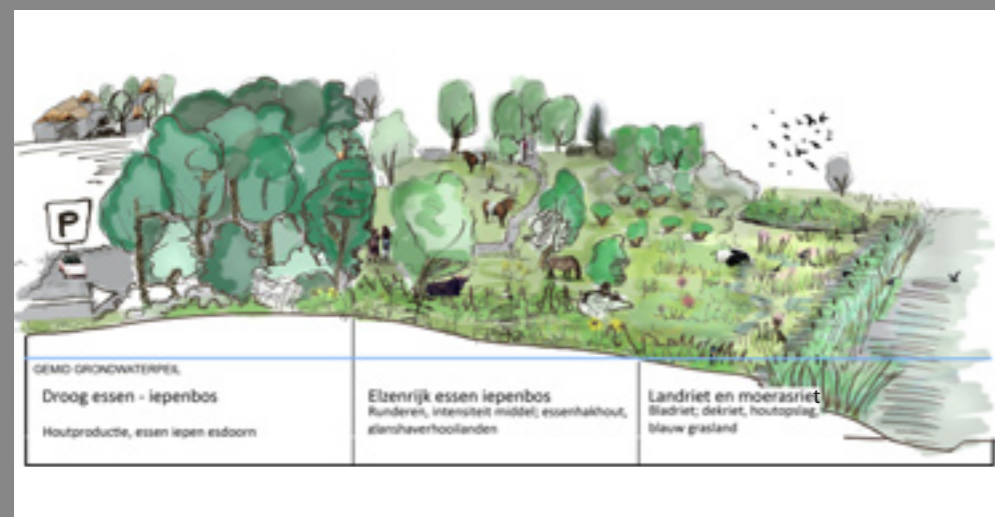 P
GEMID GRONDWATERPEIL
Droog essen - iepenbos
Houtproductie, essen iepen esdoorn
Elzenrijk essen iepenbos
Runderen, intensiteit middel; essenhakhout,
glanshaverhooilanden
Landriet en moerasriet
Bladriet; dekriet, houtopslag,
blauw grasland